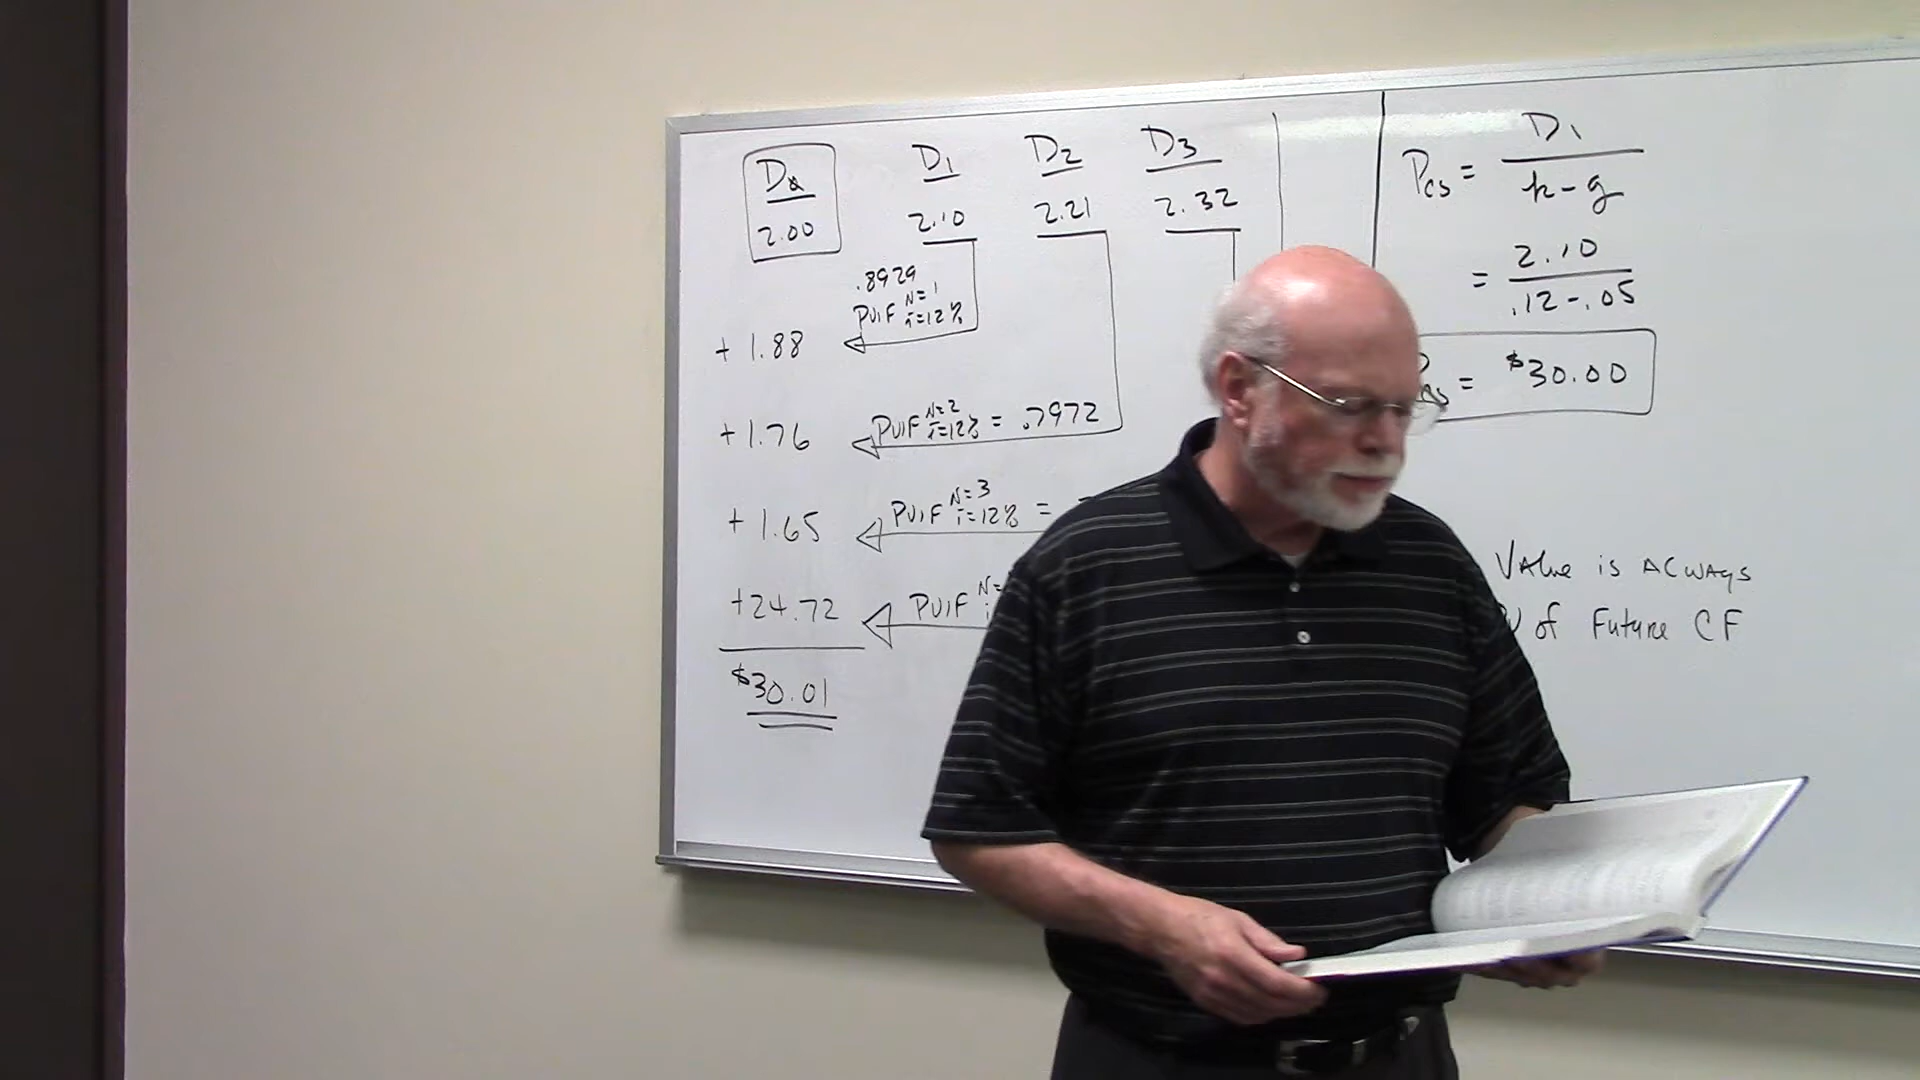 D0 D1 D2 D3
2.00 2.10 2.21 2.32
.8929
PVIF N=1 i=12%
+ 1.88
+ 1.76 PVIF N=2 i=12% = .7972
+ 1.65 PVIF N=3 i=12% =
+24.72 PVIF N=
$30.01
Pcs = D1 / k-g
= 2.10 / .12-.05
= $30.00
VAlue is ALWAYS
of Future CF